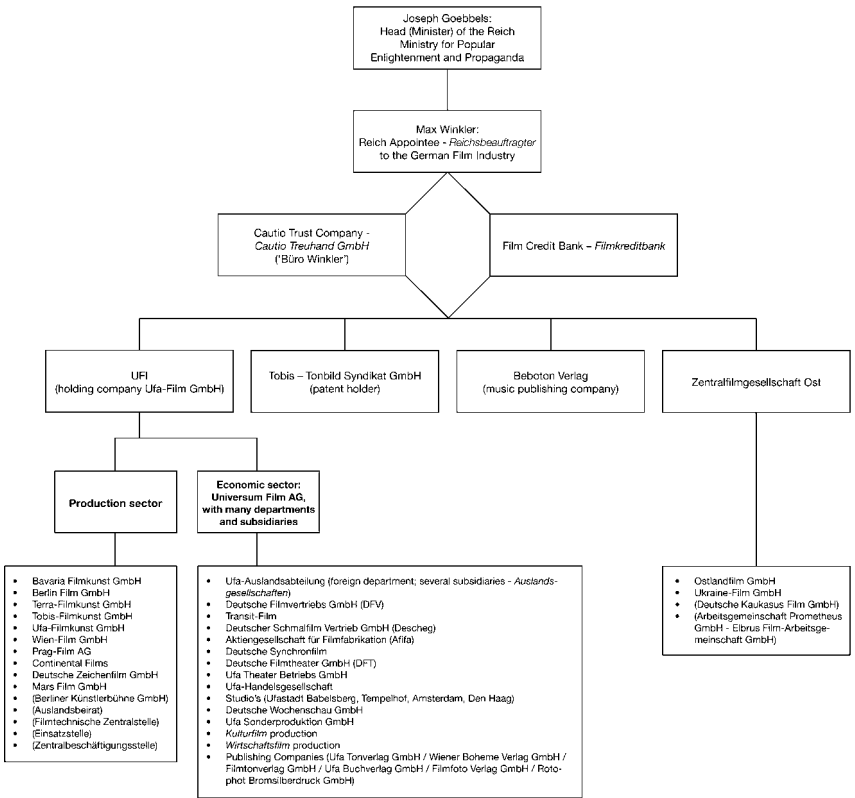 Joseph Goebbels:
Head (Minister) of the Reich
Ministry for Popular
Enlightenment and Propaganda
Max Winkler:
Reich Appointee - Reichsbeauftragter
to the German Film Industry
Cautio Trust Company -
Cautio Treuhand GmbH
('Büro Winkler')
Film Credit Bank – Filmkreditbank
UFI
(holding company Ufa-Film GmbH)
Tobis – Tonbild Syndikat GmbH
(patent holder)
Beboton Verlag
(music publishing company)
Zentralfilmgesellschaft Ost
Production sector
Economic sector:
Universum Film AG,
with many departments
and subsidiaries
• Bavaria Filmkunst GmbH
• Berlin Film GmbH
• Terra-Filmkunst GmbH
• Tobis-Filmkunst GmbH
• Ufa-Filmkunst GmbH
• Wien-Film GmbH
• Prag-Film AG
• Continental Films
• Deutsche Zeichenfilm GmbH
• Mars Film GmbH
• (Berliner Künstlerbühne GmbH)
• (Auslandsbeirat)
• (Filmtechnische Zentralstelle)
• (Einsatzstelle)
• (Zentralbeschäftigungsstelle)
• Ufa-Auslandsabteilung (foreign department; several subsidiaries - Auslands-
gesellschaften)
• Deutsche Filmvertriebs GmbH (DFV)
• Transit-Film
• Deutscher Schmalfilm Vertrieb GmbH (Descheg)
• Aktiengesellschaft für Filmfabrikation (Afifa)
• Deutsche Synchronfilm
• Deutsche Filmtheater GmbH (DFT)
• Ufa Theater Betriebs GmbH
• Ufa-Handelsgesellschaft
• Studio's (Ufastadt Babelsberg, Tempelhof, Amsterdam, Den Haag)
• Deutsche Wochenschau GmbH
• Ufa Sonderproduktion GmbH
• Kulturfilm production
• Wirtschaftsfilm production
• Publishing Companies (Ufa Tonverlag GmbH / Wiener Boheme Verlag GmbH /
Filmtonverlag GmbH / Ufa Buchverlag GmbH / Filmfoto Verlag GmbH / Roto-
phot Bromsilberdruck GmbH)
• Ostlandfilm GmbH
• Ukraine-Film GmbH
• (Deutsche Kaukasus Film GmbH)
• (Arbeitsgemeinschaft Prometheus
GmbH - Elbrus Film-Arbeitsge-
meinschaft GmbH)